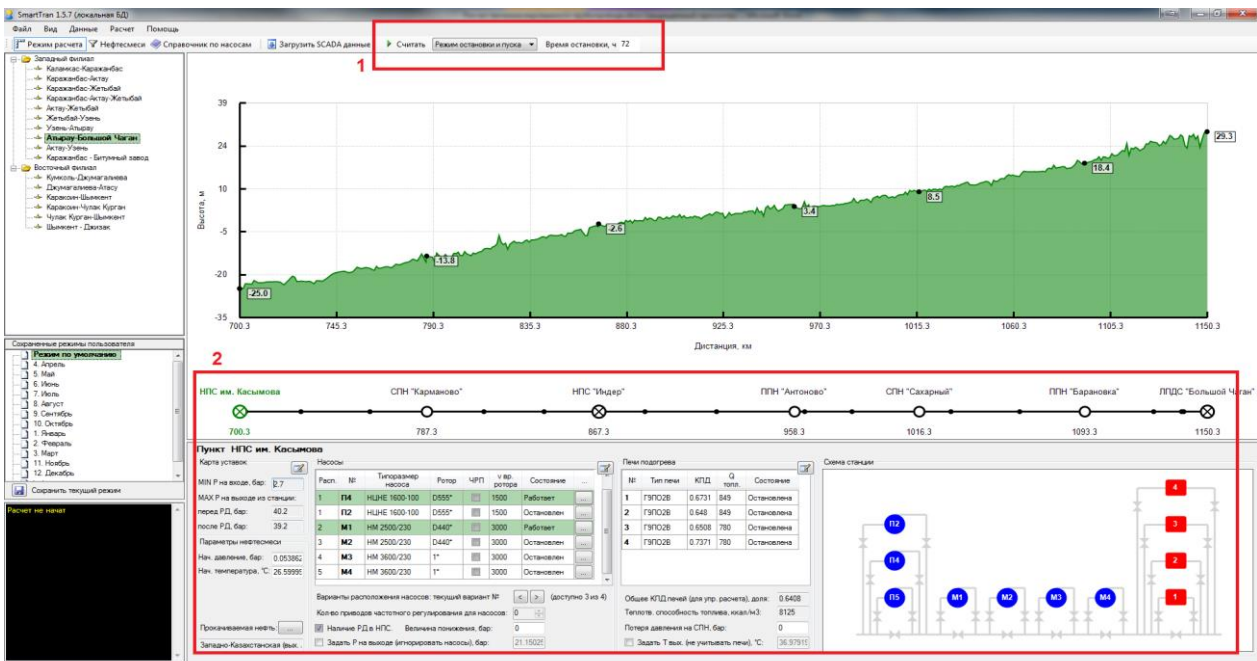 SmartTran 1.5.7 (локальная БД)
Файл Вид Данные Расчет Помощь
Режим расчета Нефтесмеси Справочник по насосам Загрузить SCADA данные Считать Режим остановки и пуска Время остановки, ч 72
1
Западный филиал
Каламкас-Каражанбас
Каражанбас-Актау
Каражанбас-Жетыбай
Каражанбас-Актау-Жетыбай
Актау-Жетыбай
Жетыбай-Узень
Узень-Атырау
Атырау-Большой Чаган
Актау-Узень
Каражанбас - Битумный завод
Восточный филиал
Кумколь-Джумагалиева
Джумагалиева-Атасу
Каракоин-Шымкент
Каракоин-Чулак Курган
Чулак Курган-Шымкент
Шымкент - Джизак
Высота, м
39
24
10
-5
-20
-35
-25.0
-13.8
-2.6
3.4
8.5
18.4
29.3
700.3 745.3 790.3 835.3 880.3 925.3 970.3 1015.3 1060.3 1105.3 1150.3
Дистанция, км
Сохраненные режимы пользователя
Режим по умолчанию
4. Апрель
5. Май
6. Июнь
7. Июль
8. Август
9. Сентябрь
10. Октябрь
1. Январь
2. Февраль
3. Март
11. Ноябрь
12. Декабрь
Сохранить текущий режим
Расчет не начат
2
НПС им. Касымова СПН "Карманово" НПС "Индер" ППН "Антоново" СПН "Сахарный" ППН "Барановка" ЛПДС "Большой Чаган"
700.3 787.3 867.3 958.3 1016.3 1093.3 1150.3
Пункт НПС им. Касымова
Карта уставок
MIN P на входе, бар: 2.7
MAX P на выходе из станции:
перед РД, бар: 40.2
после РД, бар: 39.2
Параметры нефтесмеси
Нач. давление, бар: 0.05386
Нач. температура, °C: 26.5999
Прокачиваемая нефть: ...
Западно-Казахстанская (вык...
Насосы
Расп. № Типоразмер насоса Ротор ЧРП v вр. ротора Состояние ...
1 П4 НЦНЕ 1600-100 D555* 1500 Работает ...
1 П2 НЦНЕ 1600-100 D555* 1500 Остановлен ...
2 М1 НМ 2500/230 D440* 3000 Работает ...
3 М2 НМ 2500/230 D440* 3000 Остановлен ...
4 М3 НМ 3600/230 1* 3000 Остановлен ...
5 М4 НМ 3600/230 1* 3000 Остановлен ...
Варианты расположения насосов: текущий вариант № < > (доступно 3 из 4)
Кол-во приводов частотного регулирования для насосов: 0
Наличие РД в НПС. Величина понижения, бар: 0
Задать P на выходе (игнорировать насосы), бар: 21.1502
Печи подогрева
№ Тип печи КПД Q топл. Состояние
1 ГЭПО2В 0.6731 849 Остановлена
2 ГЭПО2В 0.648 849 Остановлена
3 ГЭПО2В 0.6508 780 Остановлена
4 ГЭПО2В 0.7371 780 Остановлена
Общее КПД печей (для упр. расчета), доля: 0.6408
Теплотв. способность топлива, ккал/м3: 8125
Потеря давления на СПН, бар: 0
Задать T вых. (не учитывать печи), °C: 36.9791
Схема станции
П2
П4
П5
М1
М2
М3
М4
4
3
2
1